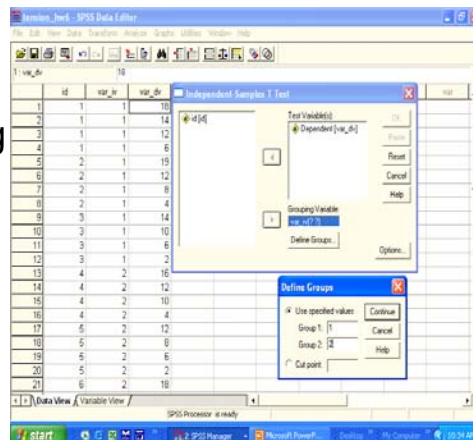 tension_hw6 - SPSS Data Editor
File Edit View Data Transform Analyze Graphs Utilities Window Help
1 : var_dv 18
g
id var_iv var_dv var
1 1 1 18
2 1 1 14
3 1 1 12
4 1 1 6
5 2 1 19
6 2 1 12
7 2 1 8
8 2 1 4
9 3 1 14
10 3 1 10
11 3 1 6
12 3 1 2
13 4 2 16
14 4 2 12
15 4 2 10
16 4 2 4
17 5 2 12
18 5 2 8
19 5 2 6
20 5 2 2
21 6 2 18
Independent-Samples T Test
id [id]
Test Variable(s):
Dependent [var_dv]
OK
Paste
Reset
Cancel
Help
Grouping Variable:
var_iv(? ?)
Define Groups...
Options...
Define Groups
Use specified values
Group 1: 1
Group 2: 2
Cut point:
Continue
Cancel
Help
Data View Variable View
SPSS Processor is ready
start
2 SPSS Manager
Microsoft PowerP...
Desktop
My Computer
10:34 AM